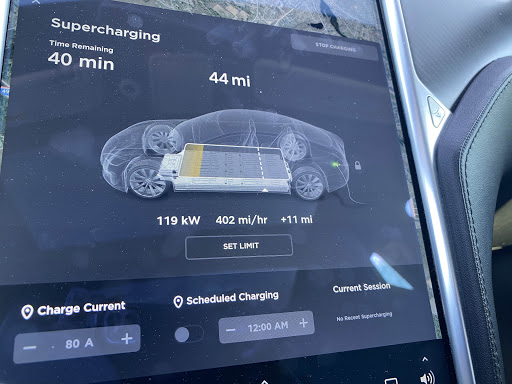 Supercharging
STOP CHARGING
Time Remaining
40 min
44 mi
119 kW 402 mi/hr +11 mi
SET LIMIT
Charge Current
Scheduled Charging
Current Session
− 80 A +
− 12:00 AM +
No Recent Supercharging